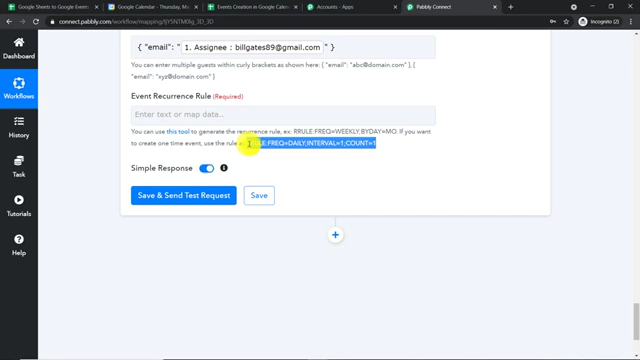 Google Sheets to Google Events
Google Calendar - Thursday, M
Events Creation in Google Calend
Accounts - Apps
Pabbly Connect
connect.pabbly.com/workflow/mapping/
Incognito (2)
Dashboard
Workflows
History
Task
Tutorials
Help
{ "email": " 1. Assignee : billgates89@gmail.com " }
You can enter multiple guests within curly brackets as shown here: { "email": "abc@domain.com" }, {
"email": "xyz@domain.com" }
Event Recurrence Rule (Required)
Enter text or map data...
You can use this tool to generate the recurrence rule, ex: RRULE:FREQ=WEEKLY;BYDAY=MO. If you want
to create one time event, use the rule FREQ=DAILY;INTERVAL=1;COUNT=1
Simple Response
Save & Send Test Request
Save